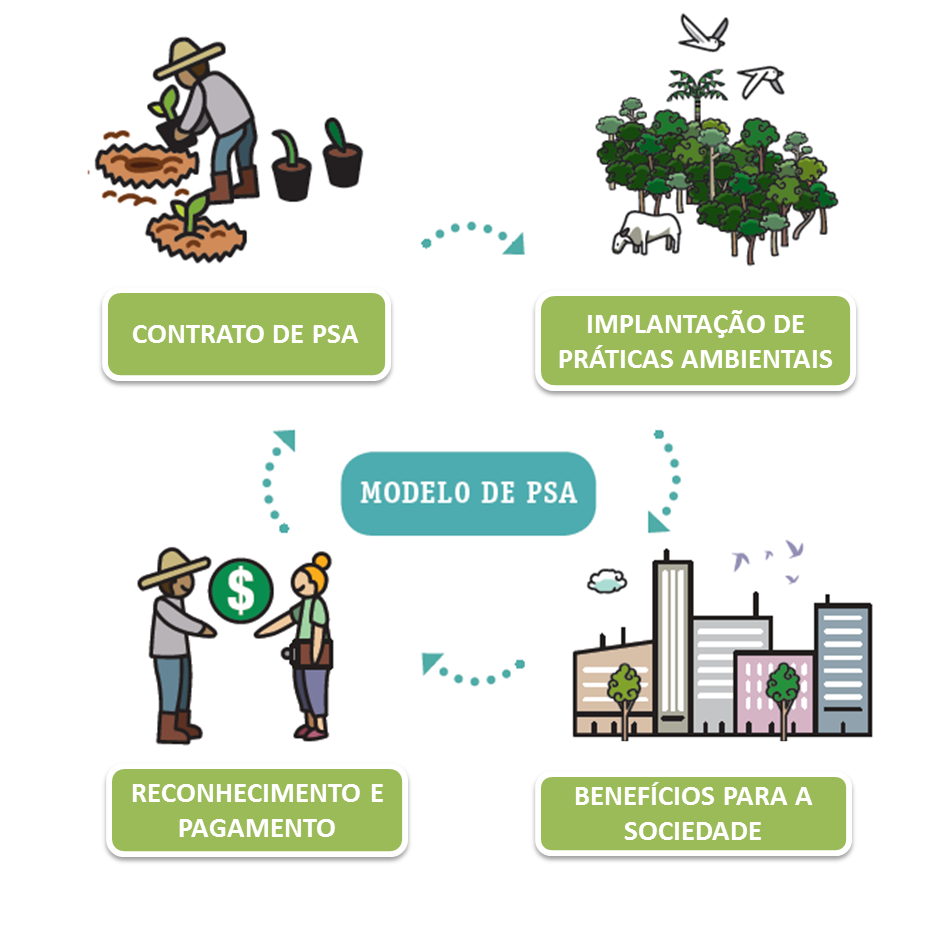 CONTRATO DE PSA
IMPLANTAÇÃO DE
PRÁTICAS AMBIENTAIS
MODELO DE PSA
$
RECONHECIMENTO E
PAGAMENTO
BENEFÍCIOS PARA A
SOCIEDADE